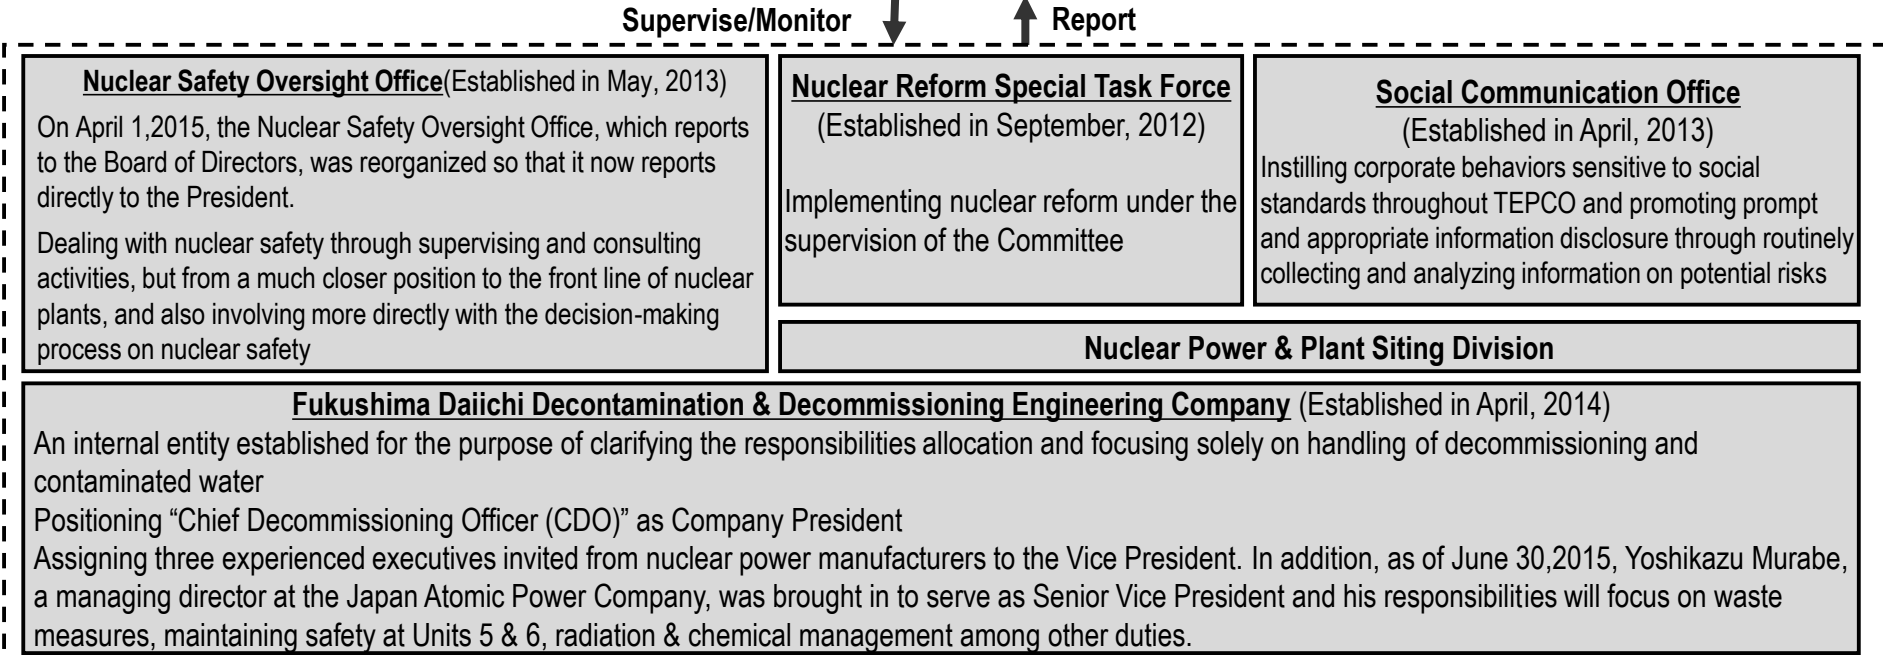 Supervise/Monitor
Report
Nuclear Safety Oversight Office(Established in May, 2013)
On April 1,2015, the Nuclear Safety Oversight Office, which reports
to the Board of Directors, was reorganized so that it now reports
directly to the President.
Dealing with nuclear safety through supervising and consulting
activities, but from a much closer position to the front line of nuclear
plants, and also involving more directly with the decision-making
process on nuclear safety
Nuclear Reform Special Task Force
(Established in September, 2012)
Implementing nuclear reform under the
supervision of the Committee
Social Communication Office
(Established in April, 2013)
Instilling corporate behaviors sensitive to social
standards throughout TEPCO and promoting prompt
and appropriate information disclosure through routinely
collecting and analyzing information on potential risks
Nuclear Power & Plant Siting Division
Fukushima Daiichi Decontamination & Decommissioning Engineering Company (Established in April, 2014)
An internal entity established for the purpose of clarifying the responsibilities allocation and focusing solely on handling of decommissioning and
contaminated water
Positioning “Chief Decommissioning Officer (CDO)” as Company President
Assigning three experienced executives invited from nuclear power manufacturers to the Vice President. In addition, as of June 30,2015, Yoshikazu Murabe,
a managing director at the Japan Atomic Power Company, was brought in to serve as Senior Vice President and his responsibilities will focus on waste
measures, maintaining safety at Units 5 & 6, radiation & chemical management among other duties.